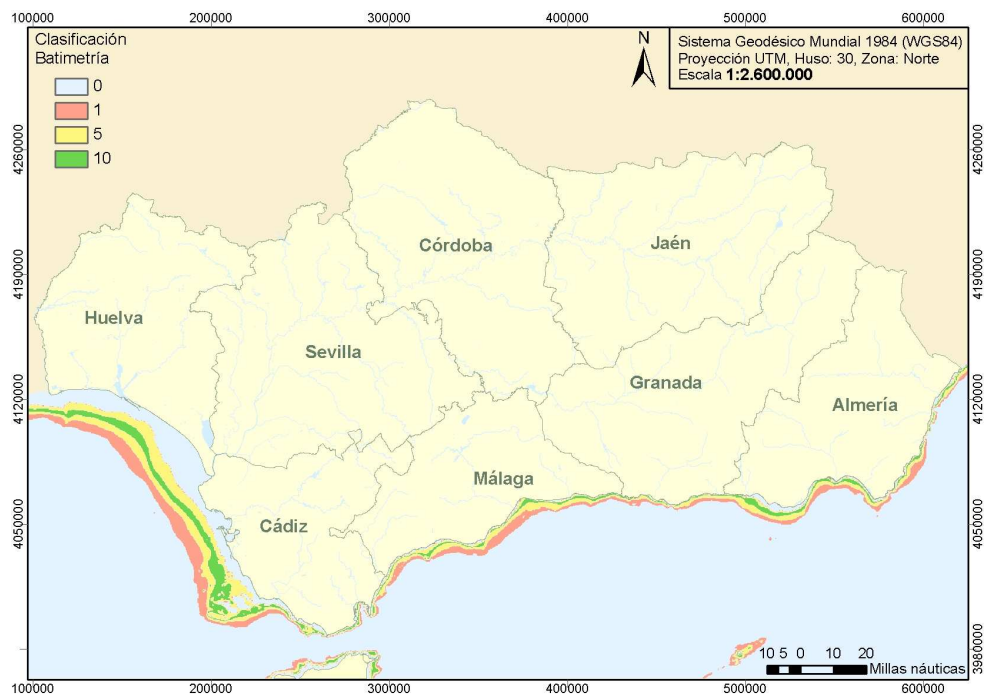 100000 200000 300000 400000 500000 600000
Clasificación
Batimetría
0
1
5
10
N
Sistema Geodésico Mundial 1984 (WGS84)
Proyección UTM, Huso: 30, Zona: Norte
Escala 1:2.600.000
4260000 4260000
Córdoba
Jaén
4190000 4190000
Huelva
Sevilla
Granada
4120000 4120000
Almería
Málaga
Cádiz
4050000 4050000
3980000
10 5 0 10 20
Millas náuticas
100000 200000 300000 400000 500000 600000